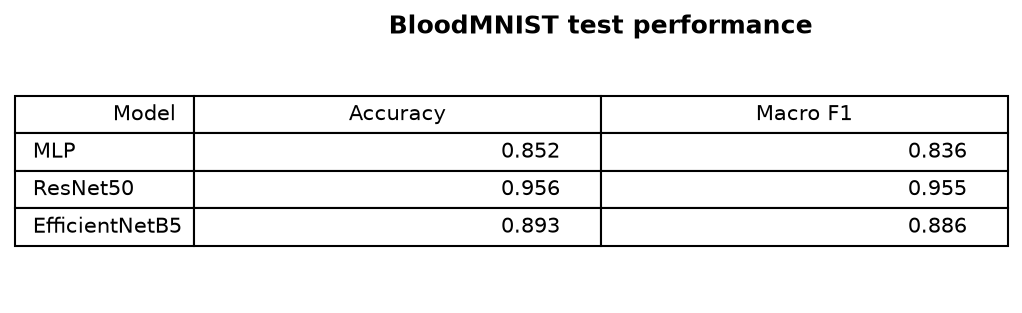 BloodMNIST test performance
Model Accuracy Macro F1
MLP 0.852 0.836
ResNet50 0.956 0.955
EfficientNetB5 0.893 0.886